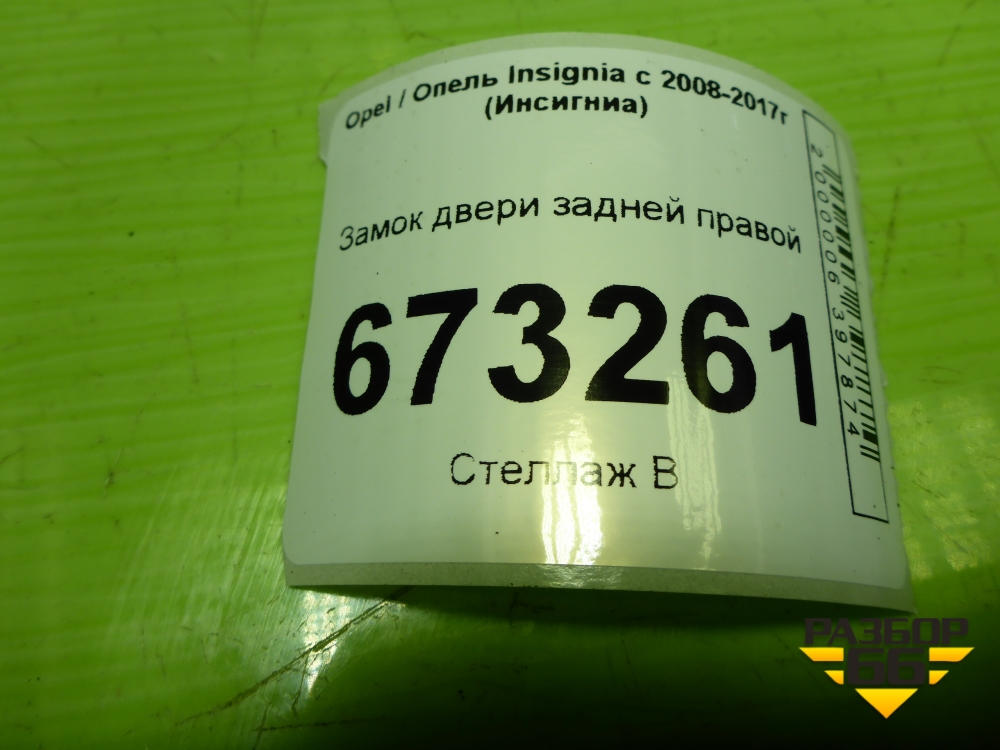 Opel / Опель Insignia с 2008-2017г
(Инсигниа)
Замок двери задней правой
673261
Стеллаж В
2000006397874
РАЗБОР
66